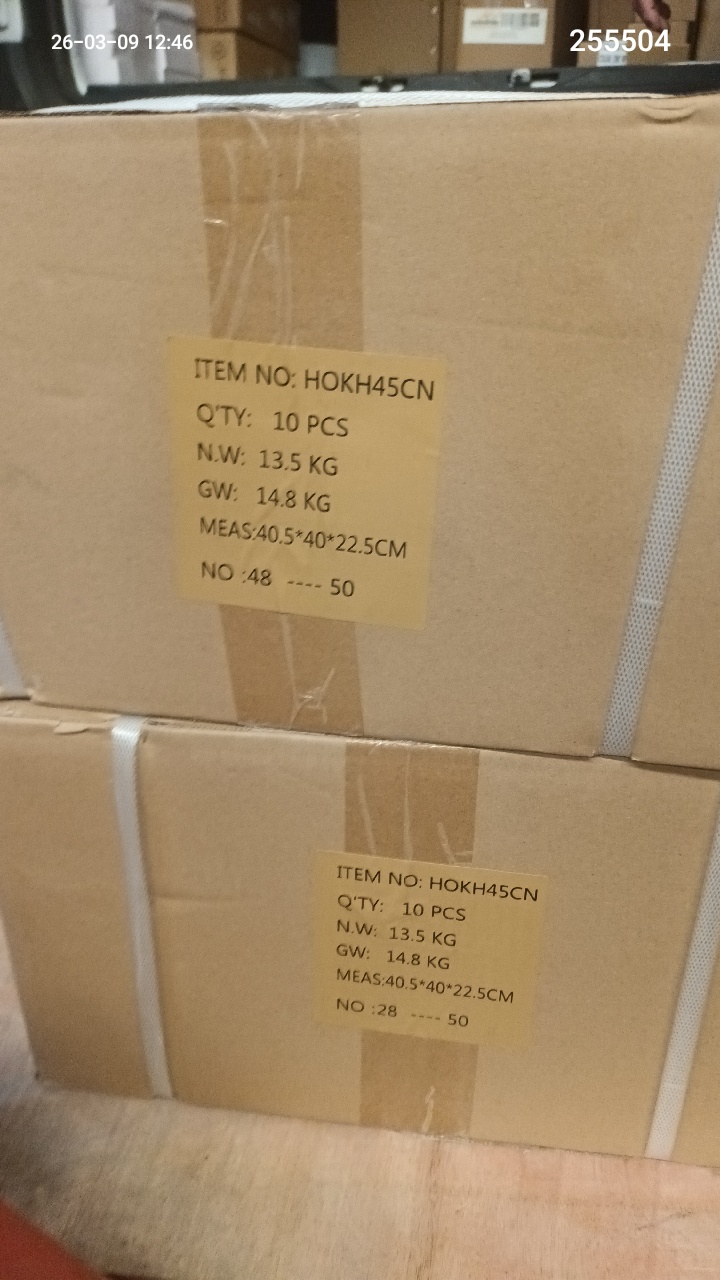 26-03-09 12:46
255504
ITEM NO: HOKH45CN
Q'TY: 10 PCS
N.W: 13.5 KG
GW: 14.8 KG
MEAS:40.5*40*22.5CM
NO :48 ---- 50
ITEM NO: HOKH45CN
Q'TY: 10 PCS
N.W: 13.5 KG
GW: 14.8 KG
MEAS:40.5*40*22.5CM
NO :28 ---- 50